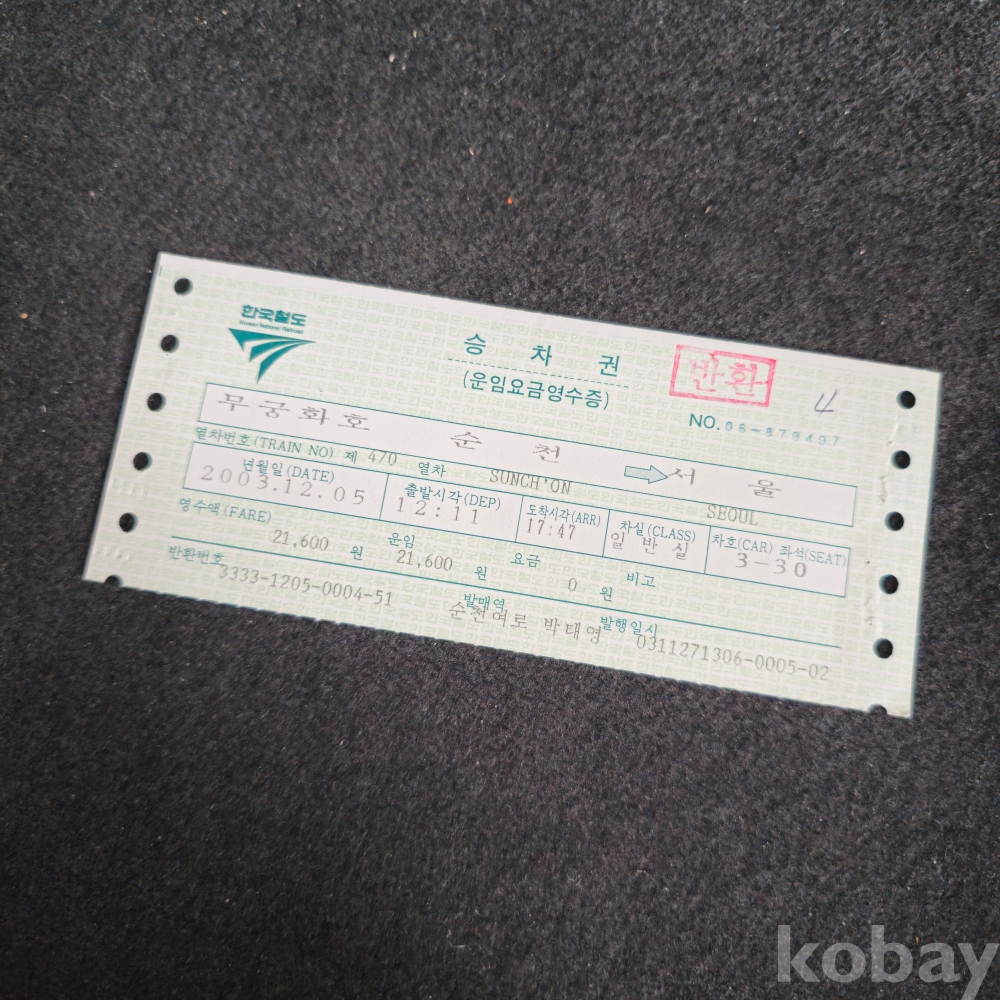 한국철도
Korean National Railroad
승 차 권
(운임요금영수증)
반환
NO. 06-879497
무궁화호 순 천 서 울
열차번호(TRAIN NO) 제 470 열차 SUNCH'ON SEOUL
년월일(DATE) 출발시각(DEP) 도착시각(ARR) 차실(CLASS) 차호(CAR) 좌석(SEAT)
2003.12.05 12:11 17:47 일 반 실 3-30
영수액(FARE) 운임 요금 비고
21,600 원 21,600 원 0 원
반환번호 발매역 발행일시
3333-1205-0004-51 순천여로 박태영 0311271306-0005-02
kobay